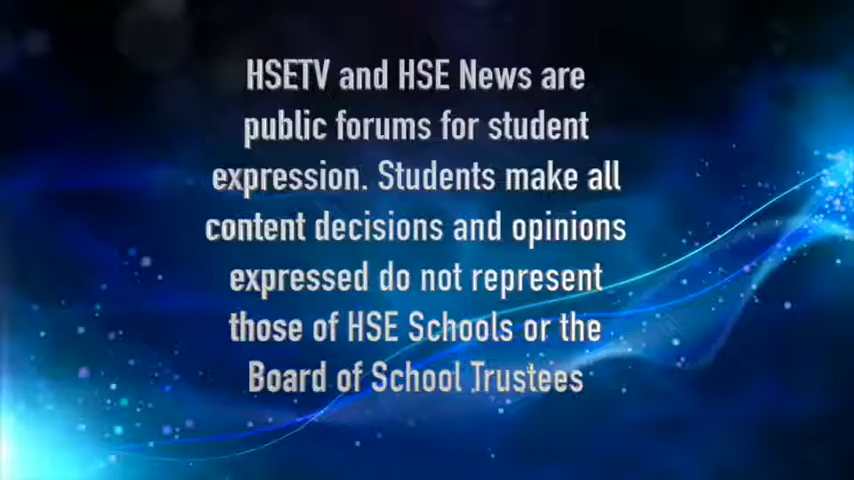 HSETV and HSE News are
public forums for student
expression. Students make all
content decisions and opinions
expressed do not represent
those of HSE Schools or the
Board of School Trustees